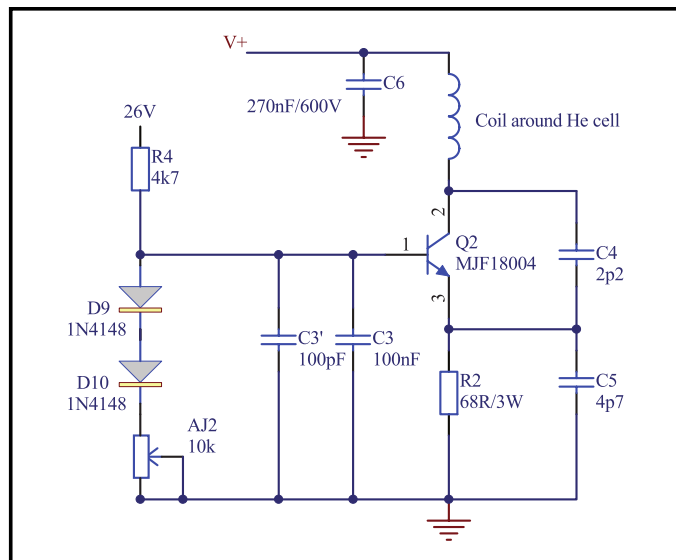 V+
C6
270nF/600V
Coil around He cell
26V
R4
4k7
2
1
Q2
MJF18004
3
C4
2p2
D9
1N4148
C3'
100pF
C3
100nF
D10
1N4148
R2
68R/3W
C5
4p7
AJ2
10k